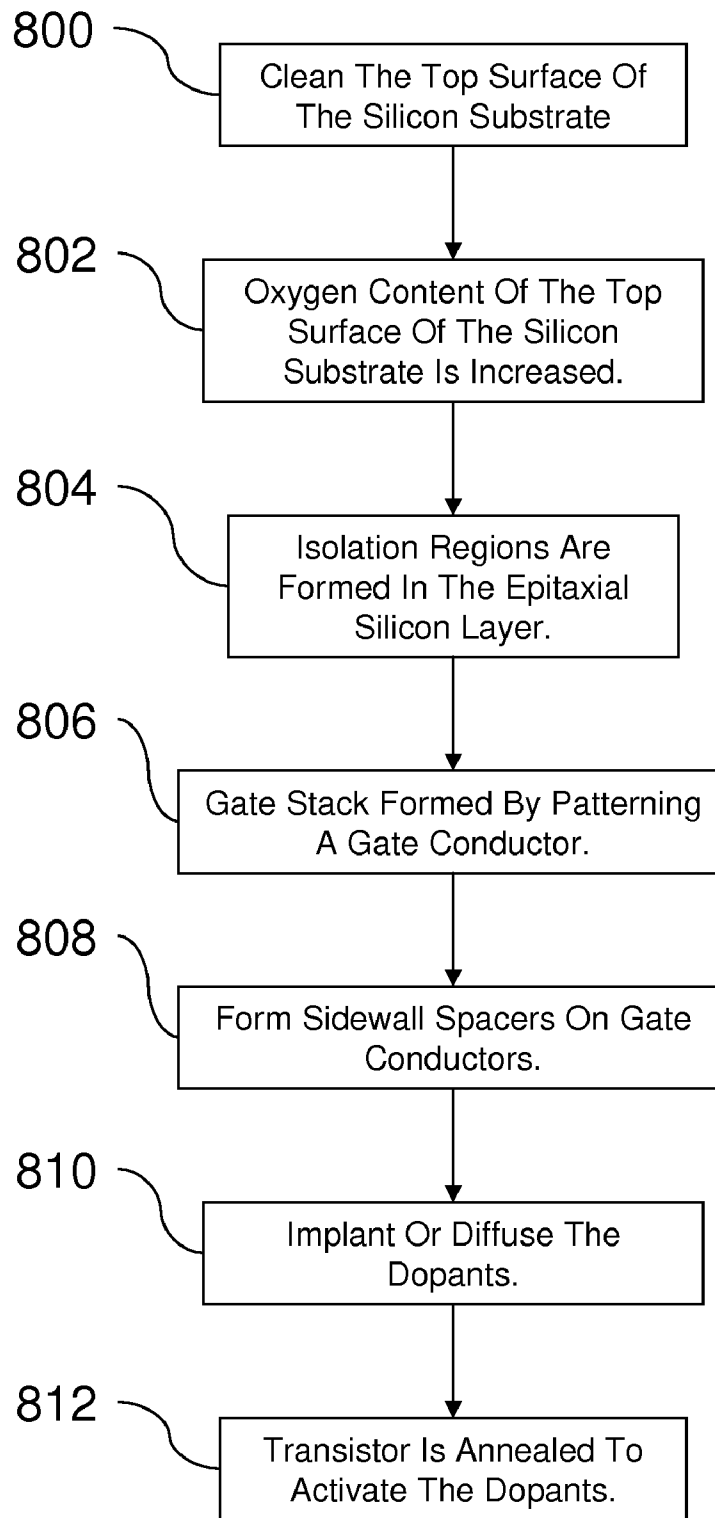 800
Clean The Top Surface Of
The Silicon Substrate
802
Oxygen Content Of The Top
Surface Of The Silicon
Substrate Is Increased.
804
Isolation Regions Are
Formed In The Epitaxial
Silicon Layer.
806
Gate Stack Formed By Patterning
A Gate Conductor.
808
Form Sidewall Spacers On Gate
Conductors.
810
Implant Or Diffuse The
Dopants.
812
Transistor Is Annealed To
Activate The Dopants.